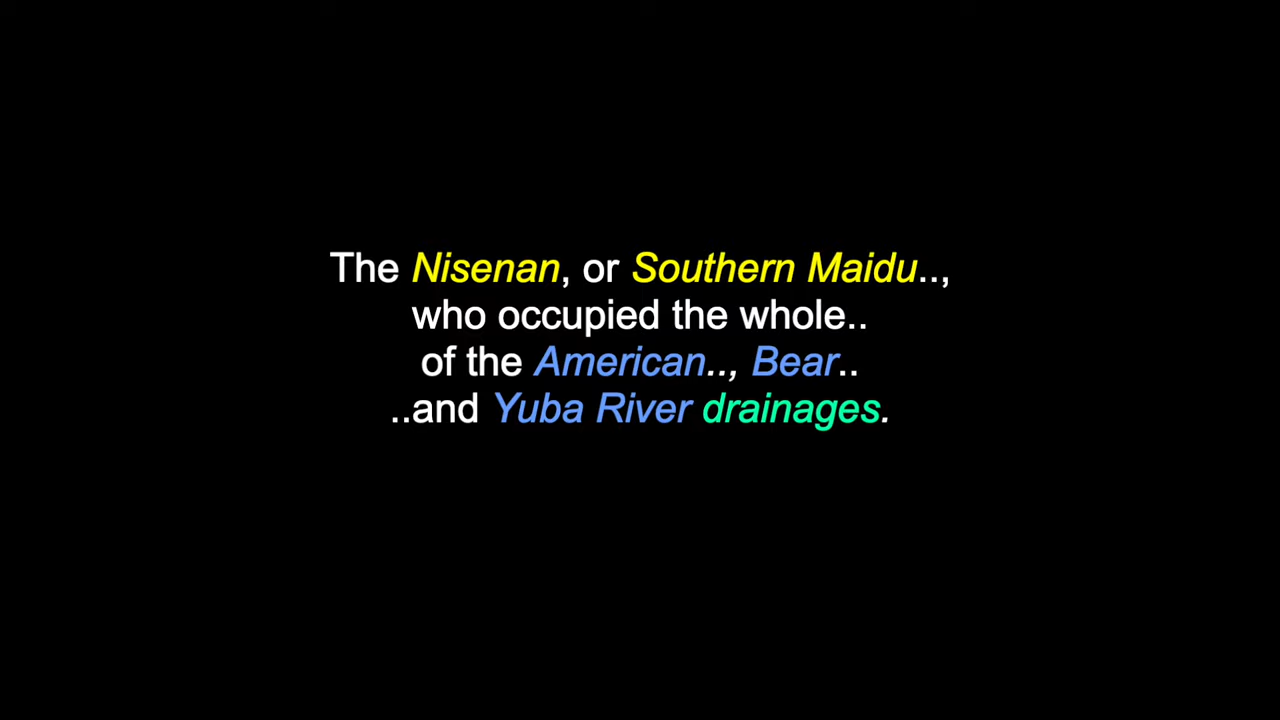 The Nisenan, or Southern Maidu..,
who occupied the whole..
of the American.., Bear..
..and Yuba River drainages.